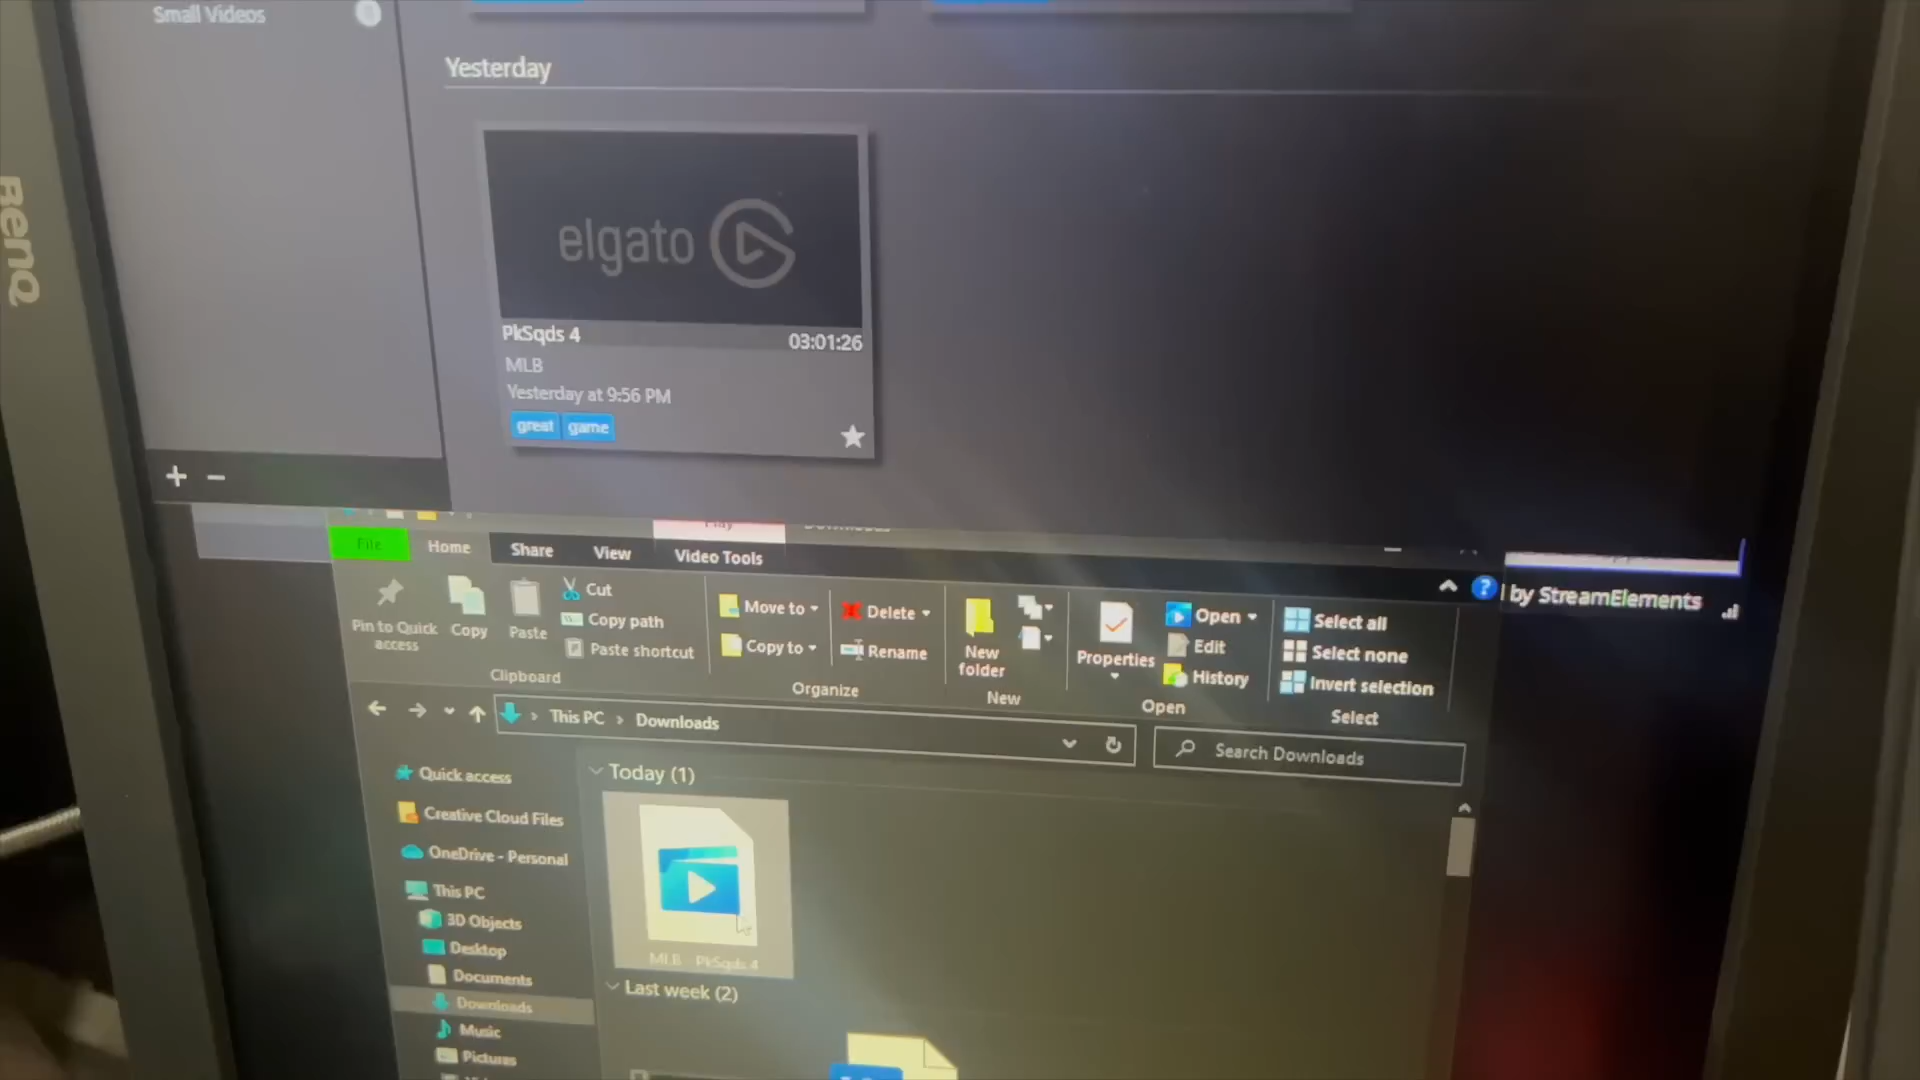 Small Videos
Yesterday
BenQ
elgato
PkSqds 4
03:01:26
MLB
Yesterday at 9:56 PM
great game
File
Home
Share
View
Video Tools
Pin to Quick access
Copy
Paste
Cut
Copy path
Paste shortcut
Clipboard
Move to
Copy to
Delete
Rename
Organize
New folder
New
Properties
Open
Edit
History
Open
Select all
Select none
Invert selection
Select
by StreamElements
This PC > Downloads
Search Downloads
Quick access
Creative Cloud Files
OneDrive - Personal
This PC
3D Objects
Desktop
Documents
Downloads
Music
Pictures
Today (1)
MLB PkSqds 4
Last week (2)